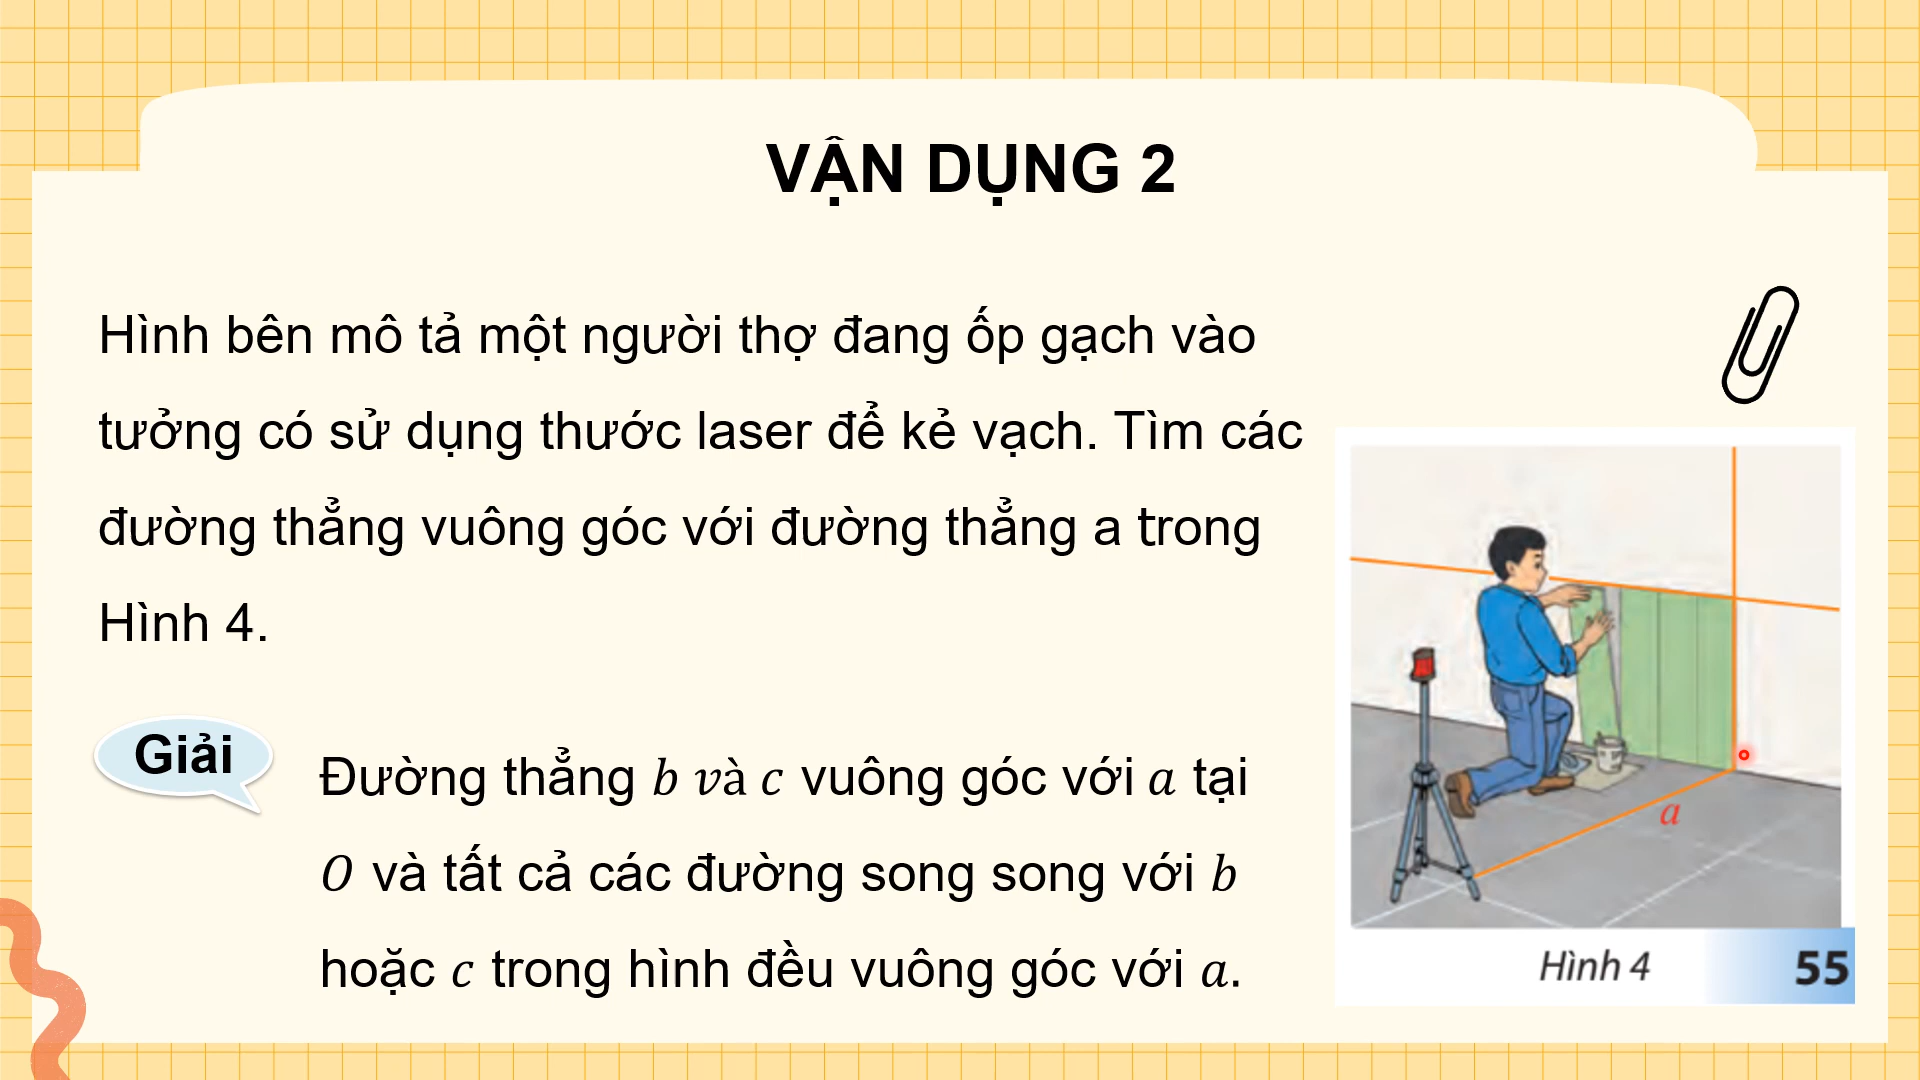 VẬN DỤNG 2
Hình bên mô tả một người thợ đang ốp gạch vào
tưởng có sử dụng thước laser để kẻ vạch. Tìm các
đường thẳng vuông góc với đường thẳng a trong
Hình 4.
Giải
Đường thẳng b và c vuông góc với a tại
O và tất cả các đường song song với b
hoặc c trong hình đều vuông góc với a.
a
Hình 4
55